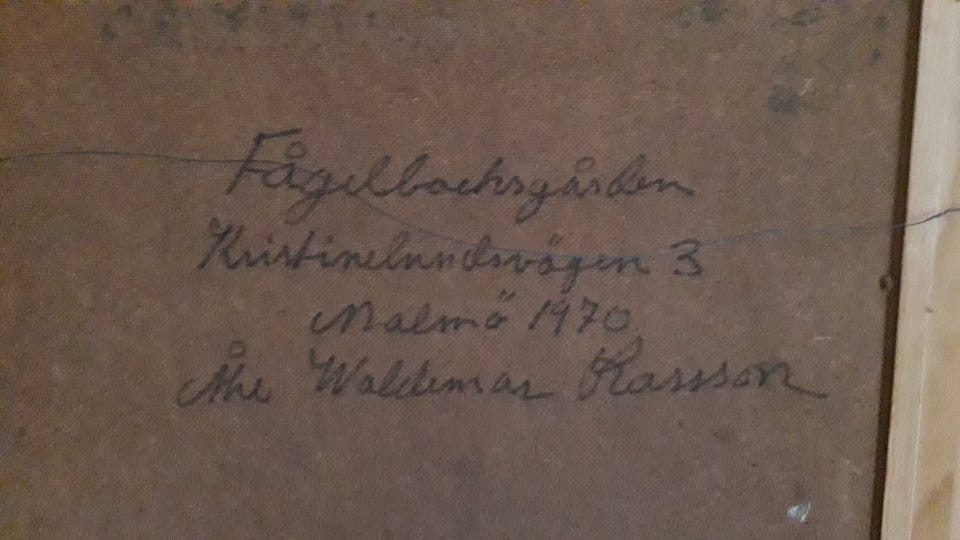 Fågelbacksgården
Kristinelundsvägen 3
Malmö 1970
Åke Waldemar Larsson